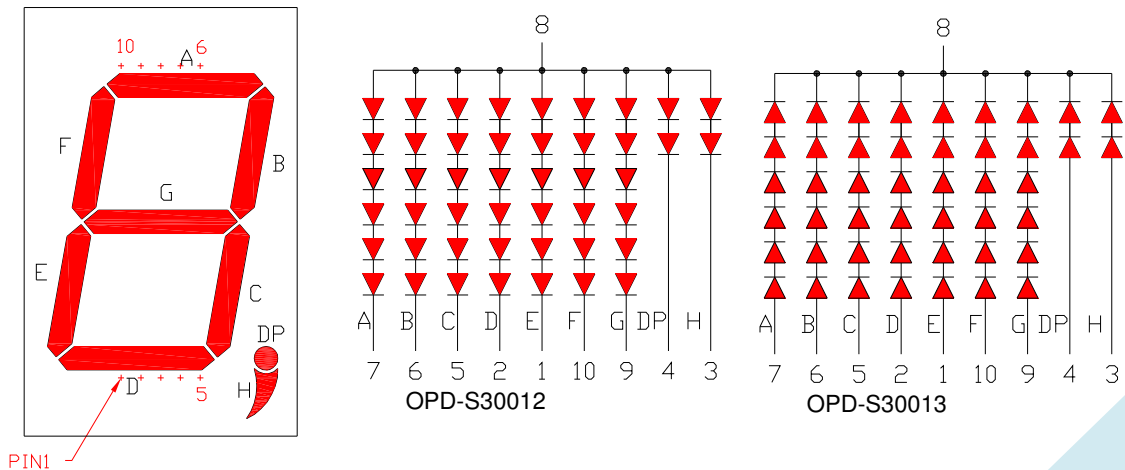 10 A 6
F
B
G
E
C
DP
H
D
5
PIN1
8
A B C D E F G DP H
7 6 5 2 1 10 9 4 3
OPD-S30012
8
A B C D E F G DP H
7 6 5 2 1 10 9 4 3
OPD-S30013